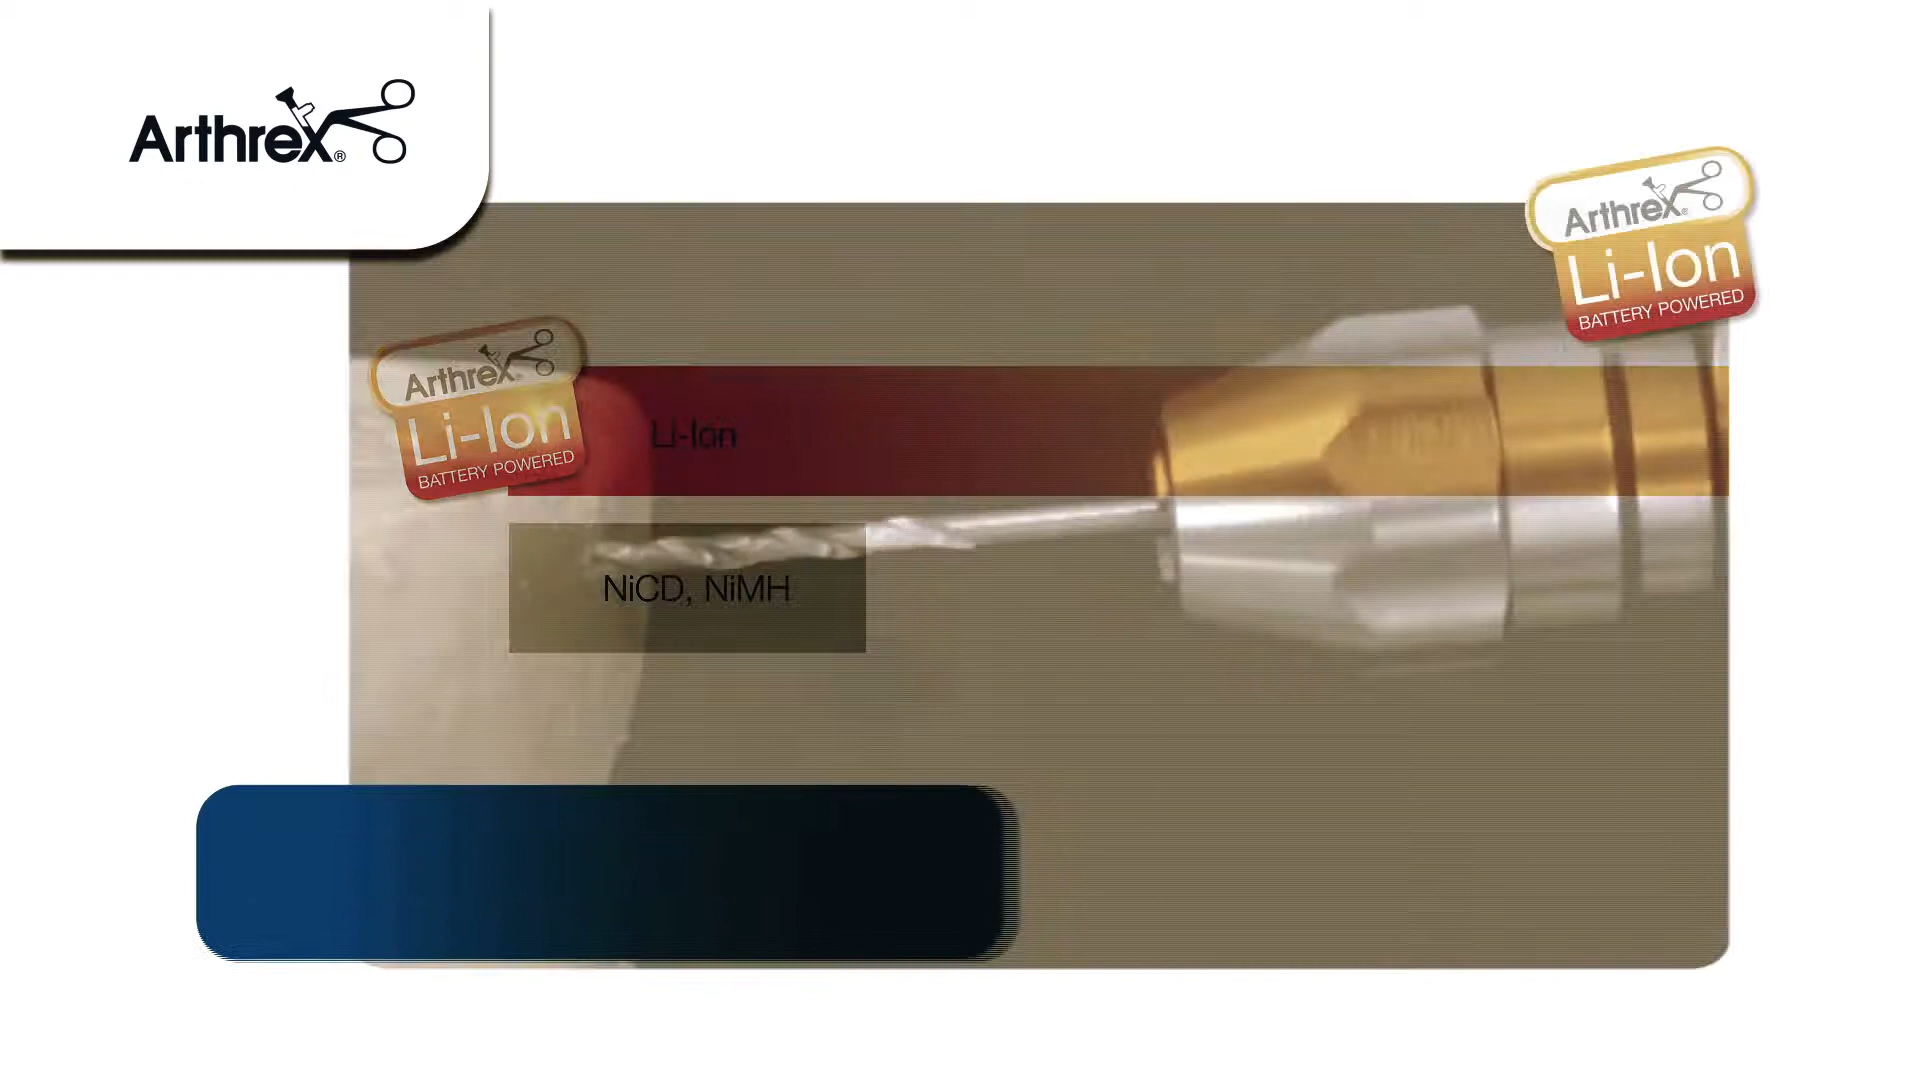 Arthrex®
Arthrex®
Li-Ion
BATTERY POWERED
Arthrex®
Li-Ion
BATTERY POWERED
Li-Ion
NiCD, NiMH